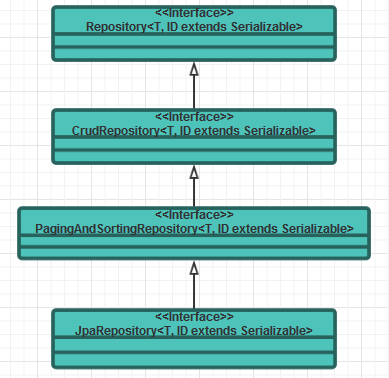 <<Interface>>
Repository<T, ID extends Serializable>
<<Interface>>
CrudRepository<T, ID extends Serializable>
<<Interface>>
PagingAndSortingRepository<T, ID extends Serializable>
<<Interface>>
JpaRepository<T, ID extends Serializable>